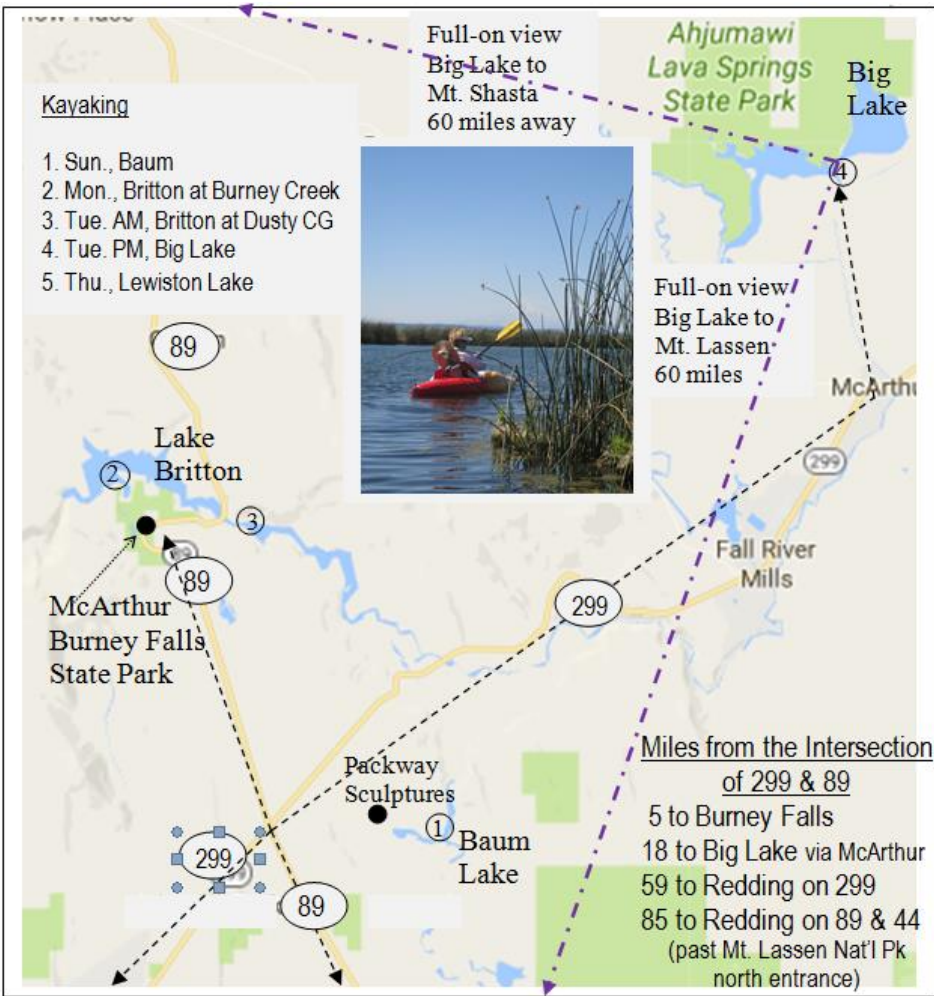 Full-on view
Big Lake to
Mt. Shasta
60 miles away
Ahjumawi
Lava Springs
State Park
Big
Lake
Kayaking
1. Sun., Baum
2. Mon., Britton at Burney Creek
3. Tue. AM, Britton at Dusty CG
4. Tue. PM, Big Lake
5. Thu., Lewiston Lake
4
Full-on view
Big Lake to
Mt. Lassen
60 miles
89
McArthu
Lake
Britton
2
3
299
89
89
McArthur
Burney Falls
State Park
Fall River
Mills
299
Packway
Sculptures
1
Baum
Lake
299
89
Miles from the Intersection
of 299 & 89
5 to Burney Falls
18 to Big Lake via McArthur
59 to Redding on 299
85 to Redding on 89 & 44
(past Mt. Lassen Nat'l Pk
north entrance)